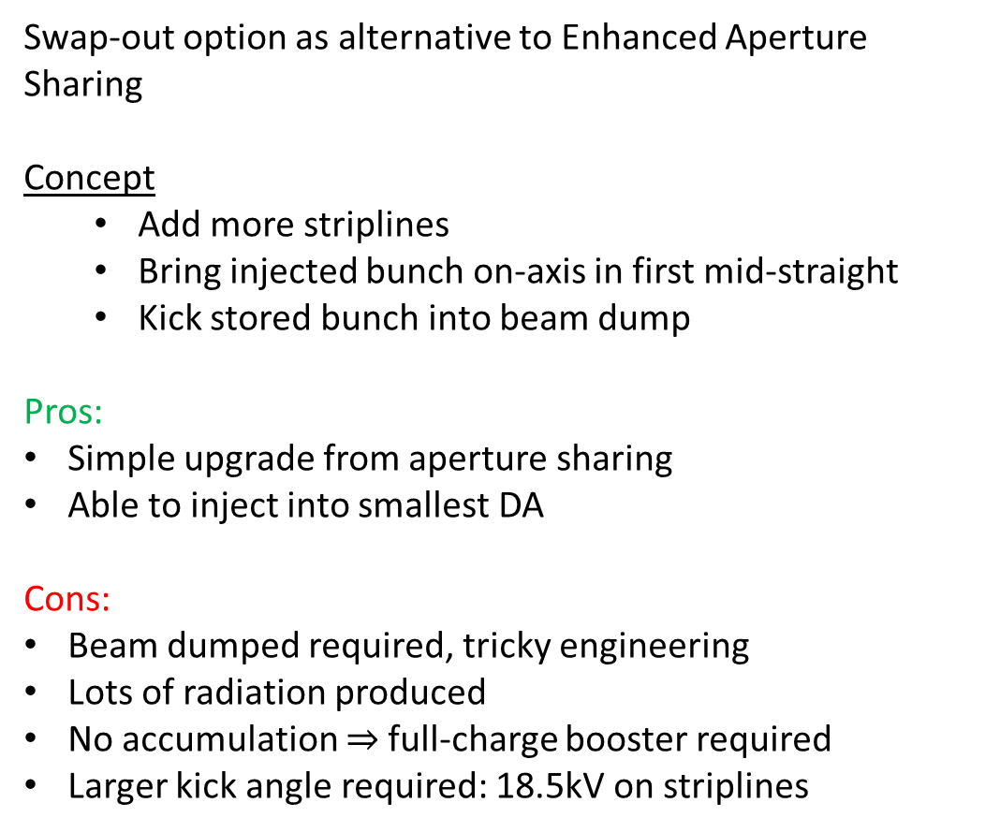 Swap-out option as alternative to Enhanced Aperture
Sharing
Concept
• Add more striplines
• Bring injected bunch on-axis in first mid-straight
• Kick stored bunch into beam dump
Pros:
• Simple upgrade from aperture sharing
• Able to inject into smallest DA
Cons:
• Beam dumped required, tricky engineering
• Lots of radiation produced
• No accumulation ⇒ full-charge booster required
• Larger kick angle required: 18.5kV on striplines